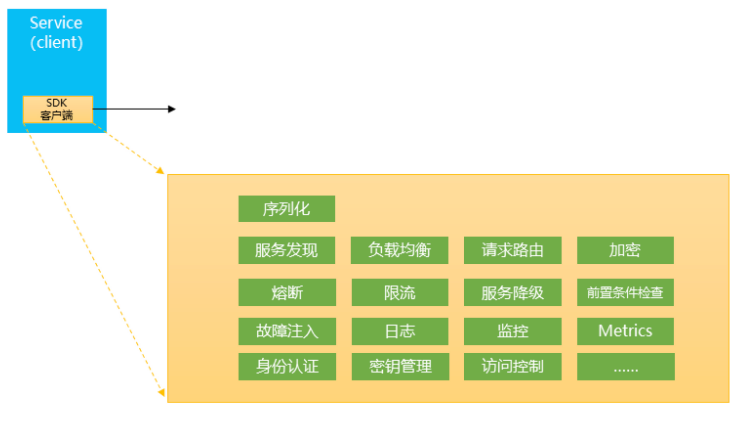 Service
(client)
SDK
客户端
序列化
服务发现 负载均衡 请求路由 加密
熔断 限流 服务降级 前置条件检查
故障注入 日志 监控 Metrics
身份认证 密钥管理 访问控制 ......